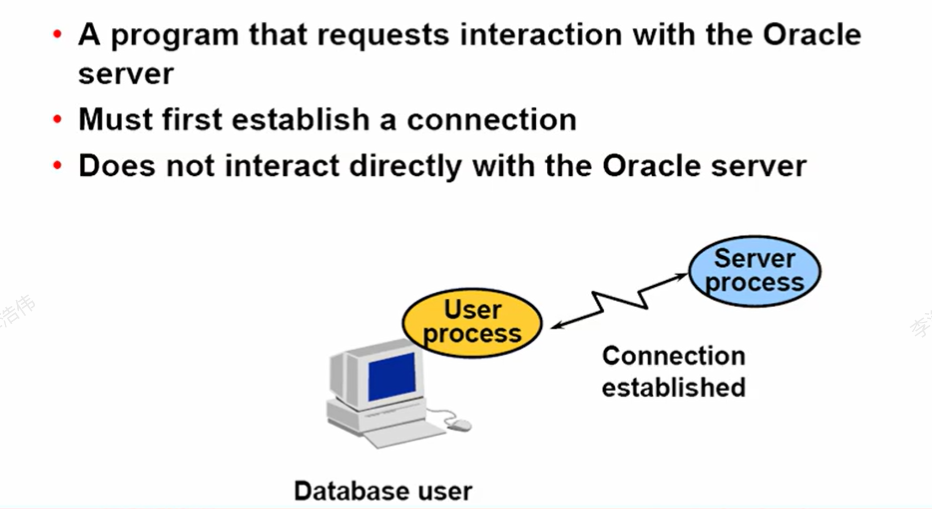 • A program that requests interaction with the Oracle
server
• Must first establish a connection
• Does not interact directly with the Oracle server
Server
process
User
process
Connection
established
Database user
浩伟
李